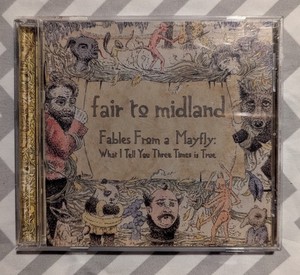 fair to midland
Fables From a Mayfly:
What I Tell You Three Times is True